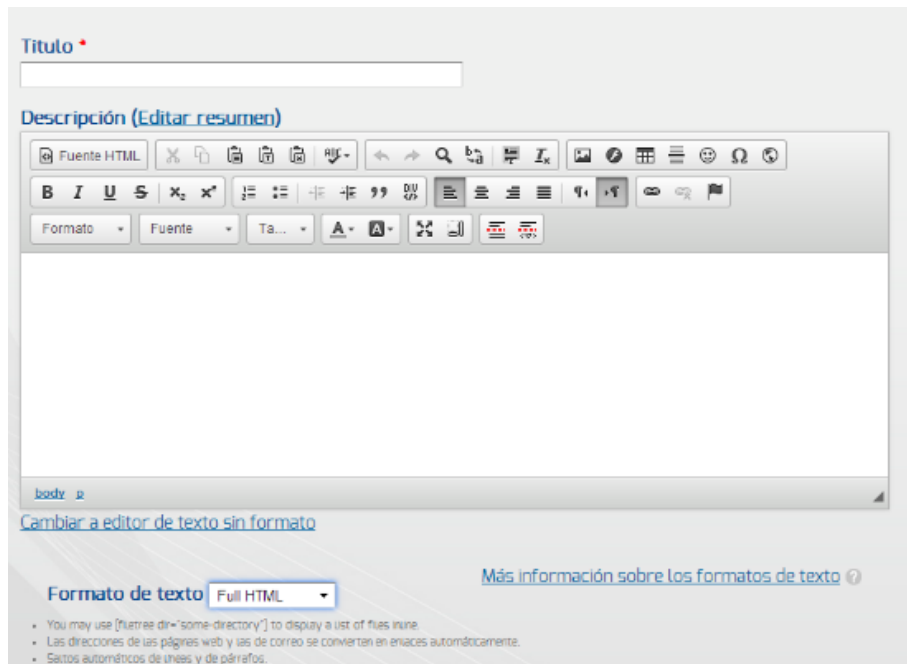 Titulo *
Descripción (Editar resumen)
Fuente HTML
B I U S x₂ x²
Formato Fuente Ta...
body p
Cambiar a editor de texto sin formato
Más información sobre los formatos de texto
Formato de texto Full HTML
You may use [filetree dir="some-directory"] to display a list of files inline.
Las direcciones de las páginas web y las de correo se convierten en enlaces automáticamente.
Saltos automáticos de líneas y de párrafos.